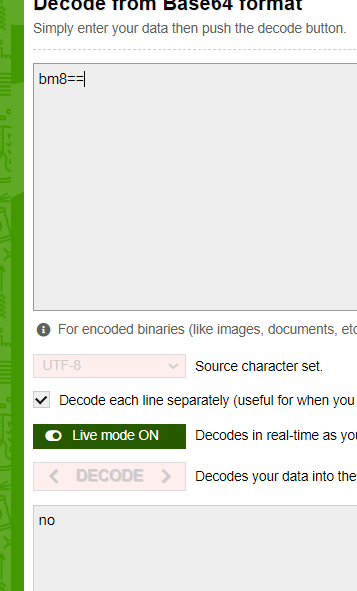 Decode from Base64 format
Simply enter your data then push the decode button.
bm8==
For encoded binaries (like images, documents, etc
UTF-8
Source character set.
Decode each line separately (useful for when you
Live mode ON
Decodes in real-time as you
DECODE
Decodes your data into the
no